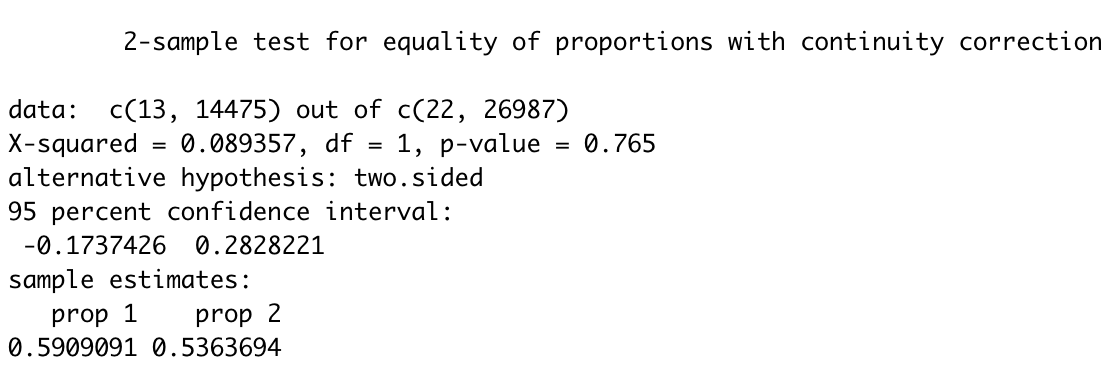 2-sample test for equality of proportions with continuity correction
data:  c(13, 14475) out of c(22, 26987)
X-squared = 0.089357, df = 1, p-value = 0.765
alternative hypothesis: two.sided
95 percent confidence interval:
 -0.1737426  0.2828221
sample estimates:
   prop 1    prop 2
0.5909091 0.5363694